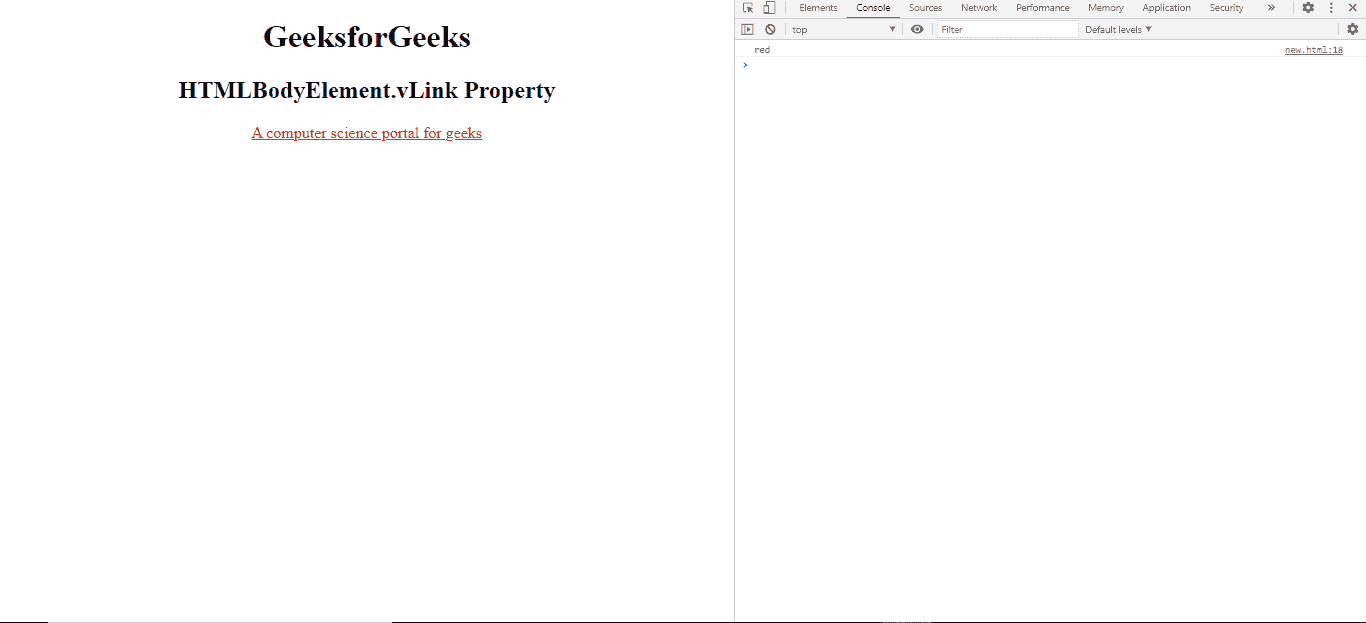 GeeksforGeeks
HTMLBodyElement.vLink Property
A computer science portal for geeks
Elements Console Sources Network Performance Memory Application Security »
top ▼ Filter Default levels ▼
red new.html:18
>